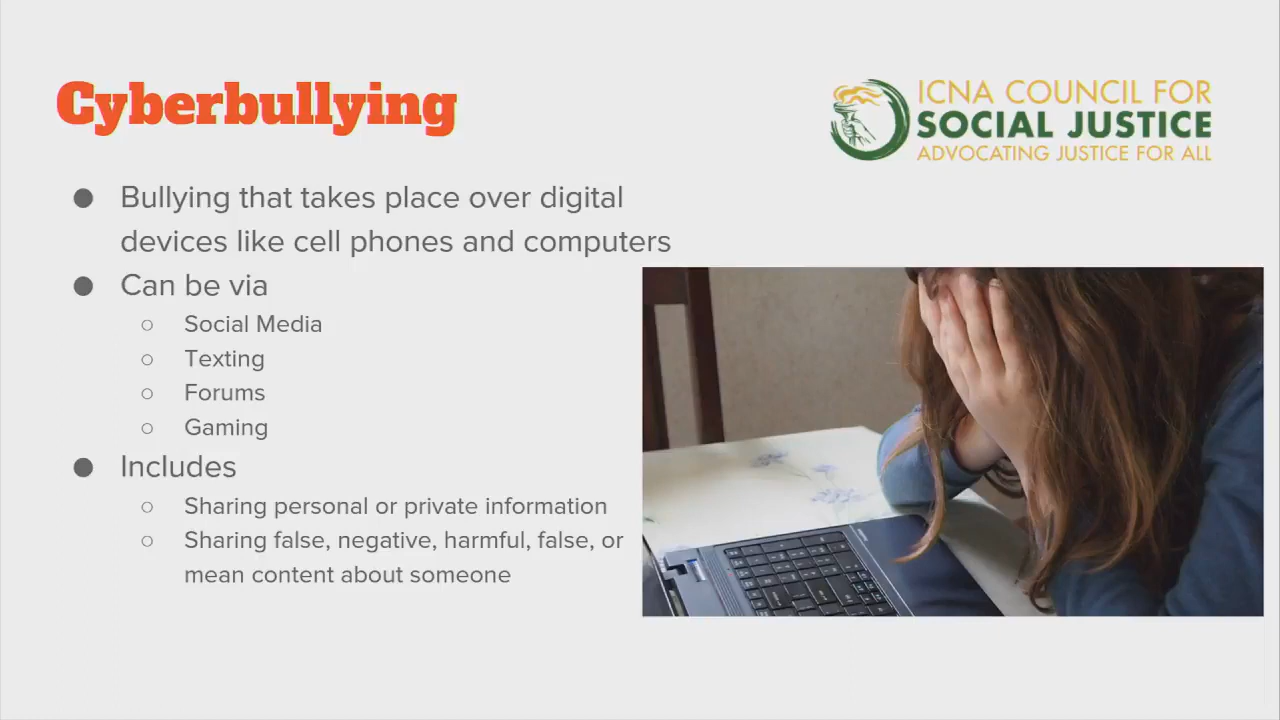 Cyberbullying
ICNA COUNCIL FOR
SOCIAL JUSTICE
ADVOCATING JUSTICE FOR ALL
● Bullying that takes place over digital
devices like cell phones and computers
● Can be via
○ Social Media
○ Texting
○ Forums
○ Gaming
● Includes
○ Sharing personal or private information
○ Sharing false, negative, harmful, false, or
mean content about someone